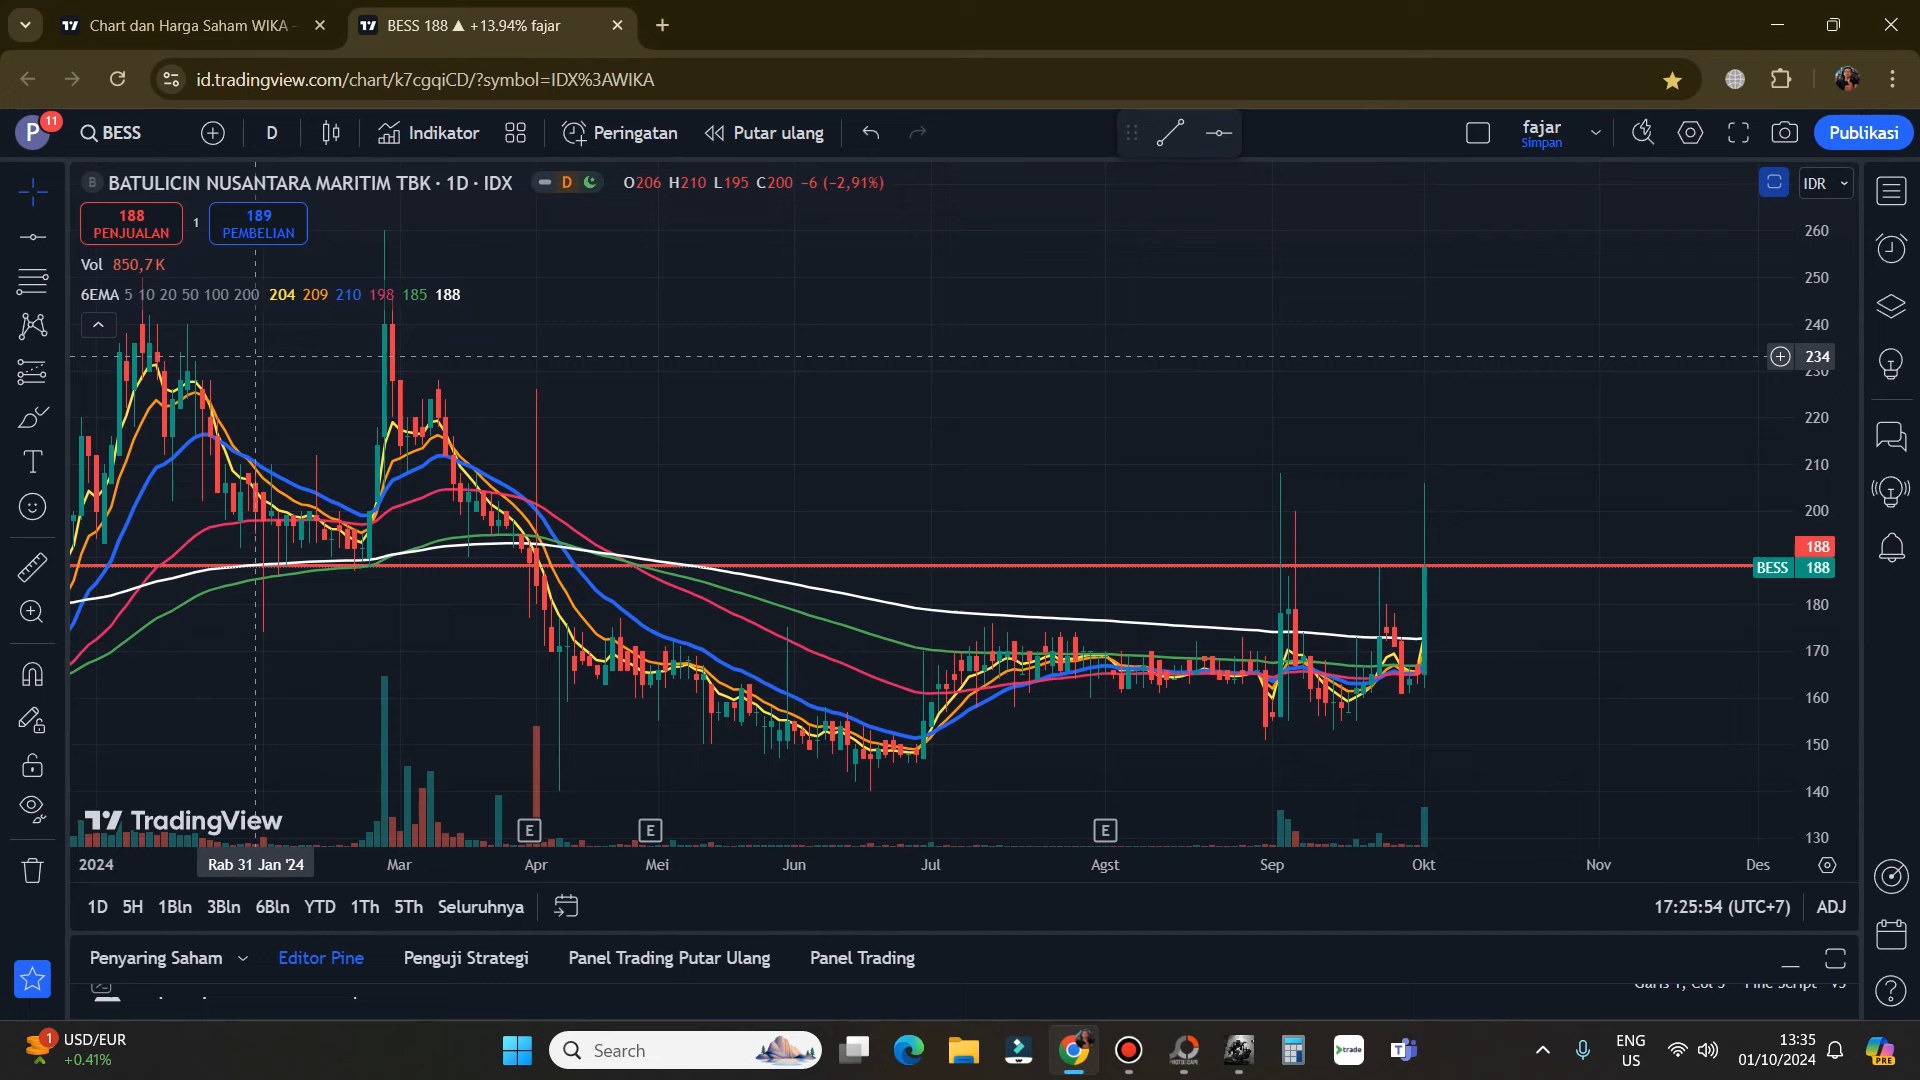 Chart dan Harga Saham WIKA -
BESS 188 ▲ +13.94% fajar
id.tradingview.com/chart/k7cgqiCD/?symbol=IDX%3AWIKA
P
11
BESS
D
Indikator
Peringatan
Putar ulang
fajar
Simpan
Publikasi
B
BATULICIN NUSANTARA MARITIM TBK · 1D · IDX
D
O206 H210 L195 C200 −6 (−2,91%)
IDR
188
PENJUALAN
1
189
PEMBELIAN
Vol 850,7 K
6EMA 5 10 20 50 100 200 204 209 210 198 185 188
260
250
240
234
230
220
210
200
188
BESS 188
180
170
160
150
140
130
TradingView
E
E
E
2024
Rab 31 Jan '24
Mar
Apr
Mei
Jun
Jul
Agst
Sep
Okt
Nov
Des
1D 5H 1Bln 3Bln 6Bln YTD 1Th 5Th Seluruhnya
17:25:54 (UTC+7)
ADJ
Penyaring Saham
Editor Pine
Penguji Strategi
Panel Trading Putar Ulang
Panel Trading
1
USD/EUR
+0.41%
Search
trade
ENG
US
13:35
01/10/2024
PRE